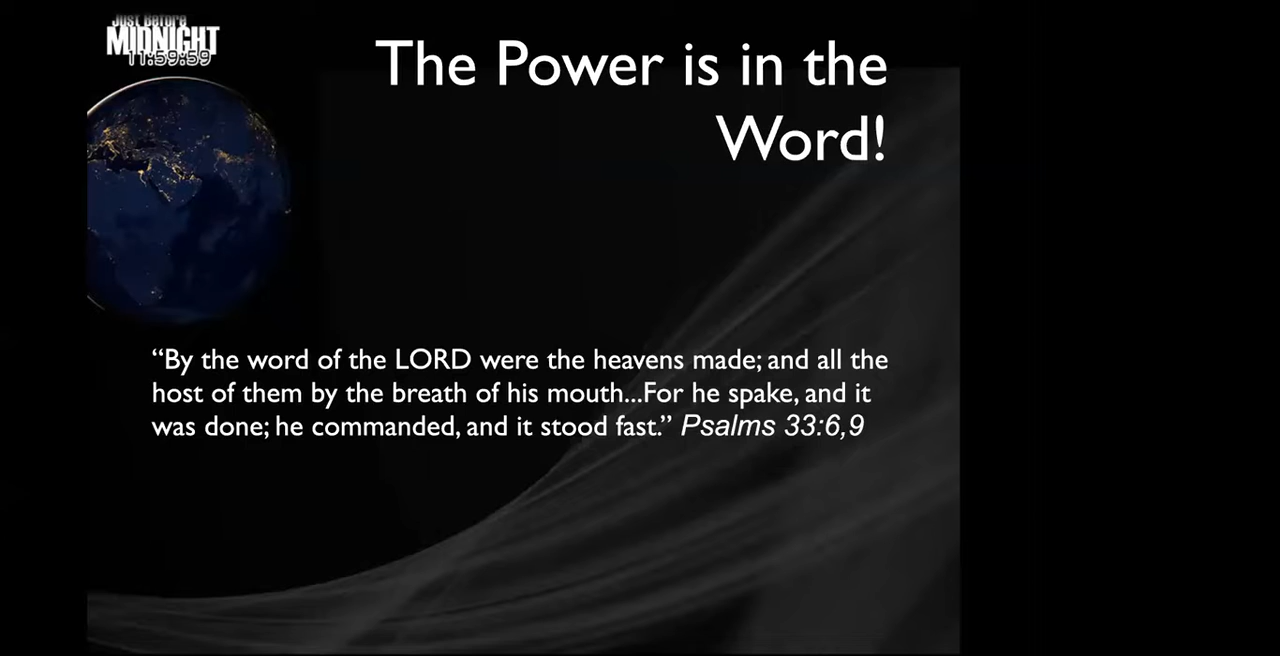 Just Before
MIDNIGHT
11:59:59
The Power is in the
Word!
“By the word of the LORD were the heavens made; and all the
host of them by the breath of his mouth...For he spake, and it
was done; he commanded, and it stood fast.” Psalms 33:6,9